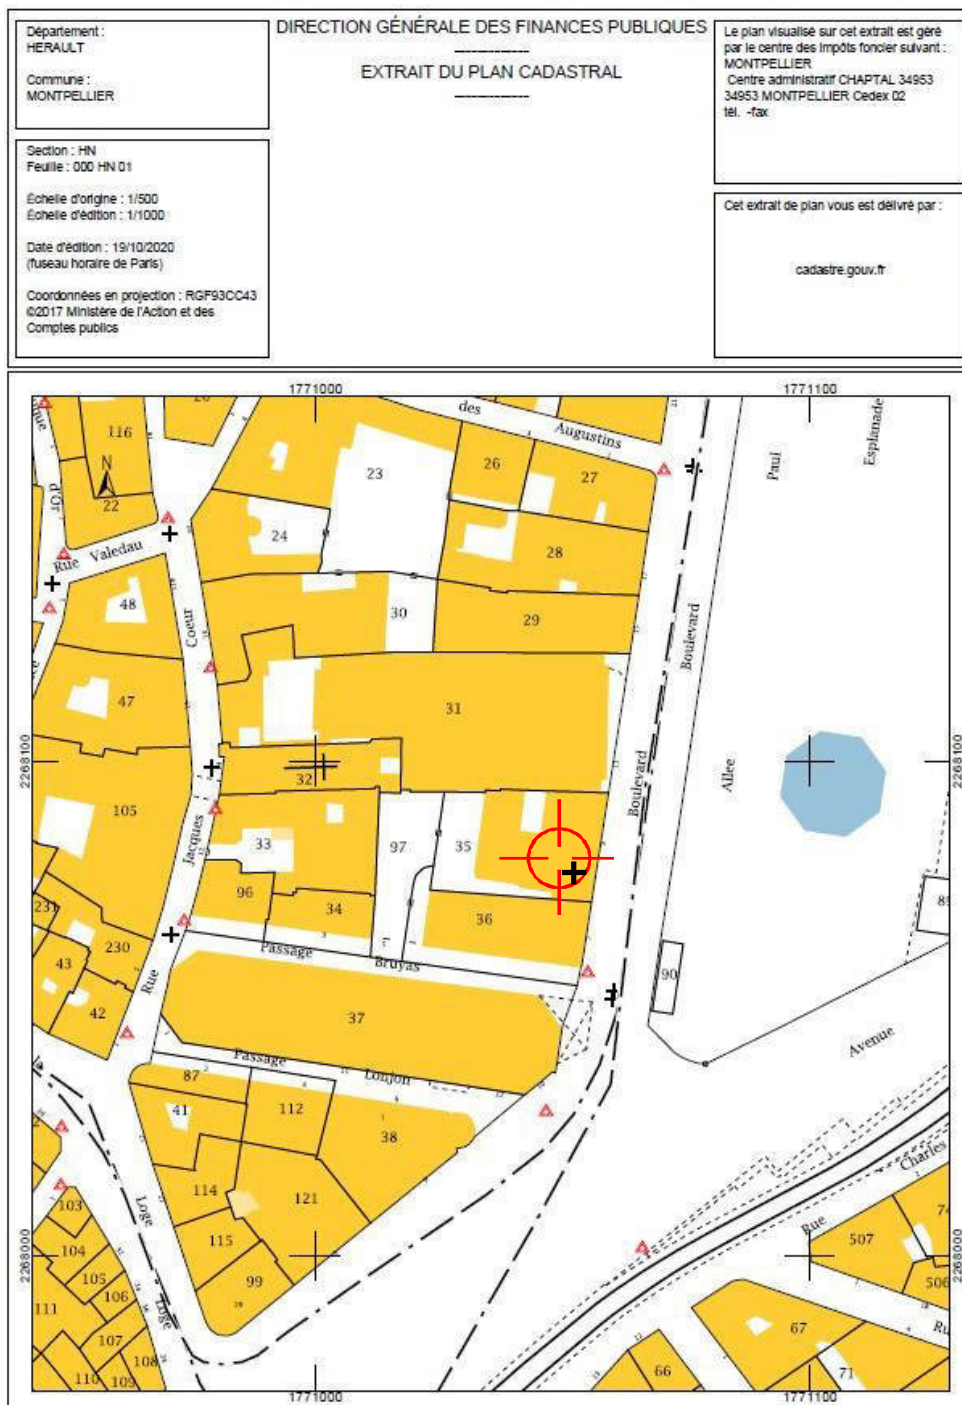 Département :
HERAULT
Commune :
MONTPELLIER
Section : HN
Feuille : 000 HN 01
Échelle d'origine : 1/500
Échelle d'édition : 1/1000
Date d'édition : 19/10/2020
(fuseau horaire de Paris)
Coordonnées en projection : RGF93CC43
©2017 Ministère de l'Action et des
Comptes publics
DIRECTION GÉNÉRALE DES FINANCES PUBLIQUES
-------------
EXTRAIT DU PLAN CADASTRAL
-------------
Le plan visualisé sur cet extrait est géré
par le centre des impôts foncier suivant :
MONTPELLIER
Centre administratif CHAPTAL 34953
34953 MONTPELLIER Cedex 02
tél. -fax
Cet extrait de plan vous est délivré par :
cadastre.gouv.fr
1771000
1771100
des
Augustins
Paul
Esplanade
116
N
d'Or
22
23
26
27
24
28
Rue Valedau
48
Coeur
30
29
Boulevard
47
31
2268100
2268100
32
Boulevard
Allee
105
Jacques
33
97
35
96
34
36
231
230
43
42
Rue
Passage
Bruyas
90
37
Avenue
Passage
Lonjon
87
41
112
38
Charles
114
121
Loge
115
99
103
104
105
106
107
108
109
110
111
Loge
Rue
507
506
67
66
71
2268000
2268000
1771000
1771100